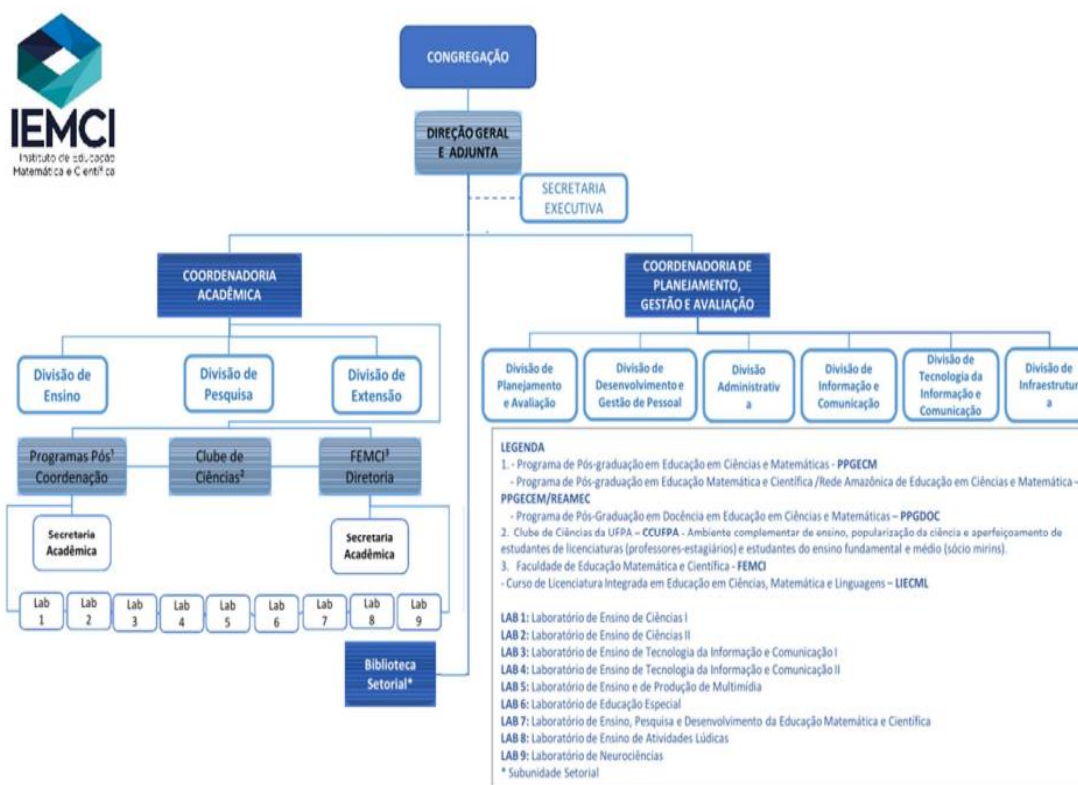 IEMCI
Instituto de Educação
Matemática e Científica
CONGREGAÇÃO
DIREÇÃO GERAL
E ADJUNTA
SECRETARIA
EXECUTIVA
COORDENADORIA
ACADÊMICA
COORDENADORIA DE
PLANEJAMENTO,
GESTÃO E AVALIAÇÃO
Divisão de
Ensino
Divisão de
Pesquisa
Divisão de
Extensão
Divisão de
Planejamento
e Avaliação
Divisão de
Desenvolvimento e
Gestão de Pessoal
Divisão
Administrativ
a
Divisão de
Informação e
Comunicação
Divisão de
Tecnologia da
Informação e
Comunicação
Divisão de
Infraestrutur
a
Programas Pós¹
Coordenação
Clube de
Ciências²
FEMCI³
Diretoria
Secretaria
Acadêmica
Secretaria
Acadêmica
Lab
1
Lab
2
Lab
3
Lab
4
Lab
5
Lab
6
Lab
7
Lab
8
Lab
9
Biblioteca
Setorial*
LEGENDA
1. - Programa de Pós-graduação em Educação em Ciências e Matemáticas - PPGECM
- Programa de Pós-graduação em Educação Matemática e Científica /Rede Amazônica de Educação em Ciências e Matemática –
PPGECEM/REAMEC
- Programa de Pós-Graduação em Docência em Educação em Ciências e Matemáticas – PPGDOC
2. Clube de Ciências da UFPA – CCUFPA - Ambiente complementar de ensino, popularização da ciência e aperfeiçoamento de
estudantes de licenciaturas (professores-estagiários) e estudantes do ensino fundamental e médio (sócio mirins).
3. Faculdade de Educação Matemática e Científica - FEMCI
- Curso de Licenciatura Integrada em Educação em Ciências, Matemática e Linguagens – LIECML
LAB 1: Laboratório de Ensino de Ciências I
LAB 2: Laboratório de Ensino de Ciências II
LAB 3: Laboratório de Ensino de Tecnologia da Informação e Comunicação I
LAB 4: Laboratório de Ensino de Tecnologia da Informação e Comunicação II
LAB 5: Laboratório de Ensino e de Produção de Multimídia
LAB 6: Laboratório de Educação Especial
LAB 7: Laboratório de Ensino, Pesquisa e Desenvolvimento da Educação Matemática e Científica
LAB 8: Laboratório de Ensino de Atividades Lúdicas
LAB 9: Laboratório de Neurociências
* Subunidade Setorial